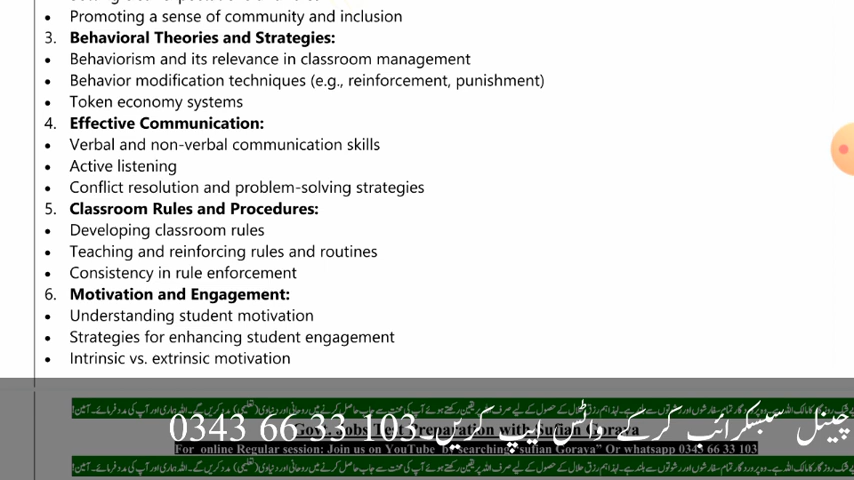 • Promoting a sense of community and inclusion
3. Behavioral Theories and Strategies:
• Behaviorism and its relevance in classroom management
• Behavior modification techniques (e.g., reinforcement, punishment)
• Token economy systems
4. Effective Communication:
• Verbal and non-verbal communication skills
• Active listening
• Conflict resolution and problem-solving strategies
5. Classroom Rules and Procedures:
• Developing classroom rules
• Teaching and reinforcing rules and routines
• Consistency in rule enforcement
6. Motivation and Engagement:
• Understanding student motivation
• Strategies for enhancing student engagement
• Intrinsic vs. extrinsic motivation
چینل سبسکرائب کرکے واٹس ایپ کریں۔ 0343 66 33 103
Govt. Jobs Test Preparation with Sufian Goraya
For online Regular session: Join us on YouTube by searching "sufian Goraya" Or whatsapp 0343 66 33 103